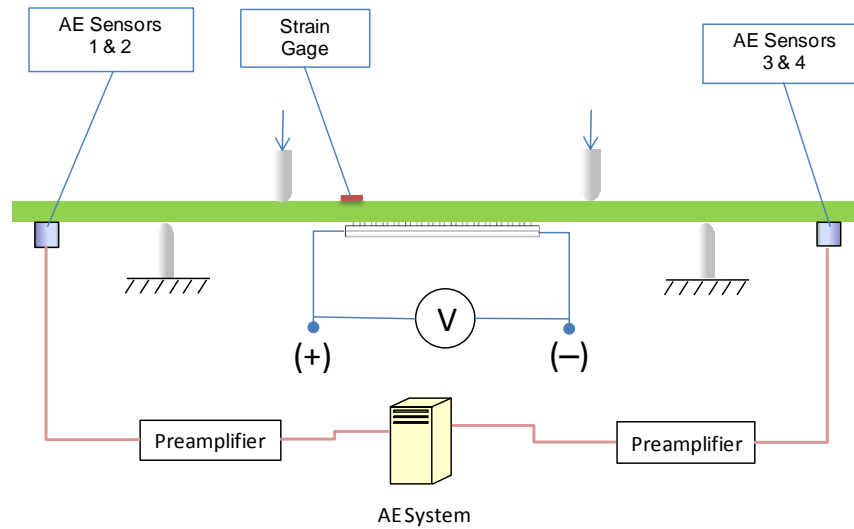 AE Sensors
1 & 2
Strain
Gage
AE Sensors
3 & 4
V
(+)
(−)
Preamplifier
Preamplifier
AE System